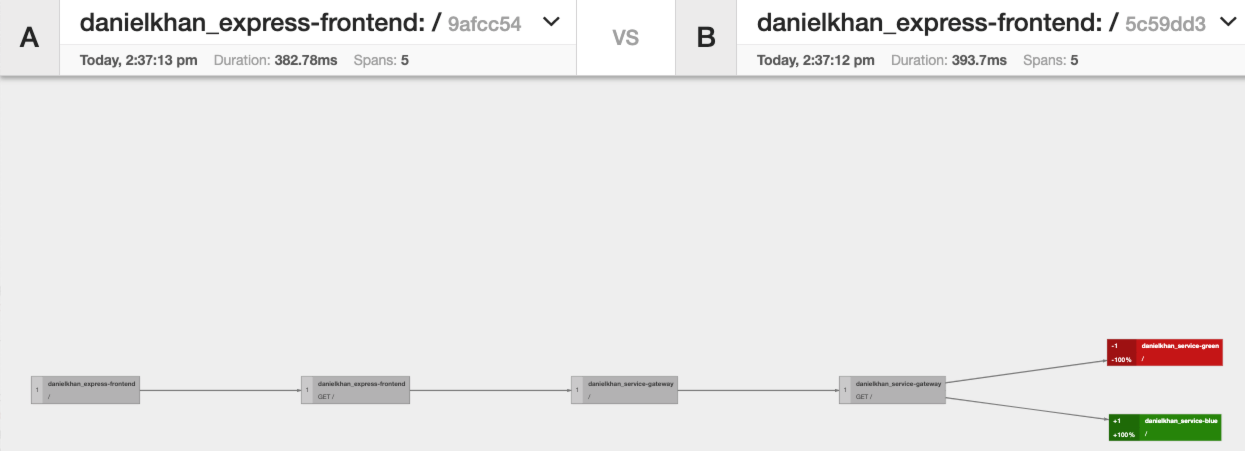 A
danielkhan_express-frontend: / 9afcc54
Today, 2:37:13 pm Duration: 382.78ms Spans: 5
VS
B
danielkhan_express-frontend: / 5c59dd3
Today, 2:37:12 pm Duration: 393.7ms Spans: 5
1 danielkhan_express-frontend
/
1 danielkhan_express-frontend
GET /
1 danielkhan_service-gateway
/
1 danielkhan_service-gateway
GET /
-1 danielkhan_service-green
-100% /
+1 danielkhan_service-blue
+100% /